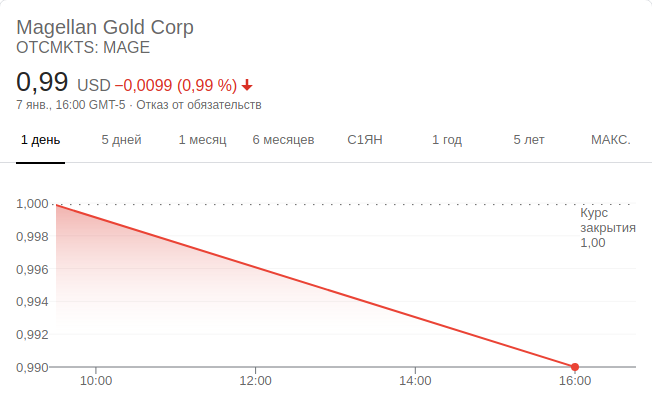 Magellan Gold Corp
OTCMKTS: MAGE
0,99 USD −0,0099 (0,99 %)
7 янв., 16:00 GMT-5 · Отказ от обязательств
1 день 5 дней 1 месяц 6 месяцев С1ЯН 1 год 5 лет МАКС.
1,000
Курс
закрытия
1,00
0,998
0,996
0,994
0,992
0,990
10:00 12:00 14:00 16:00